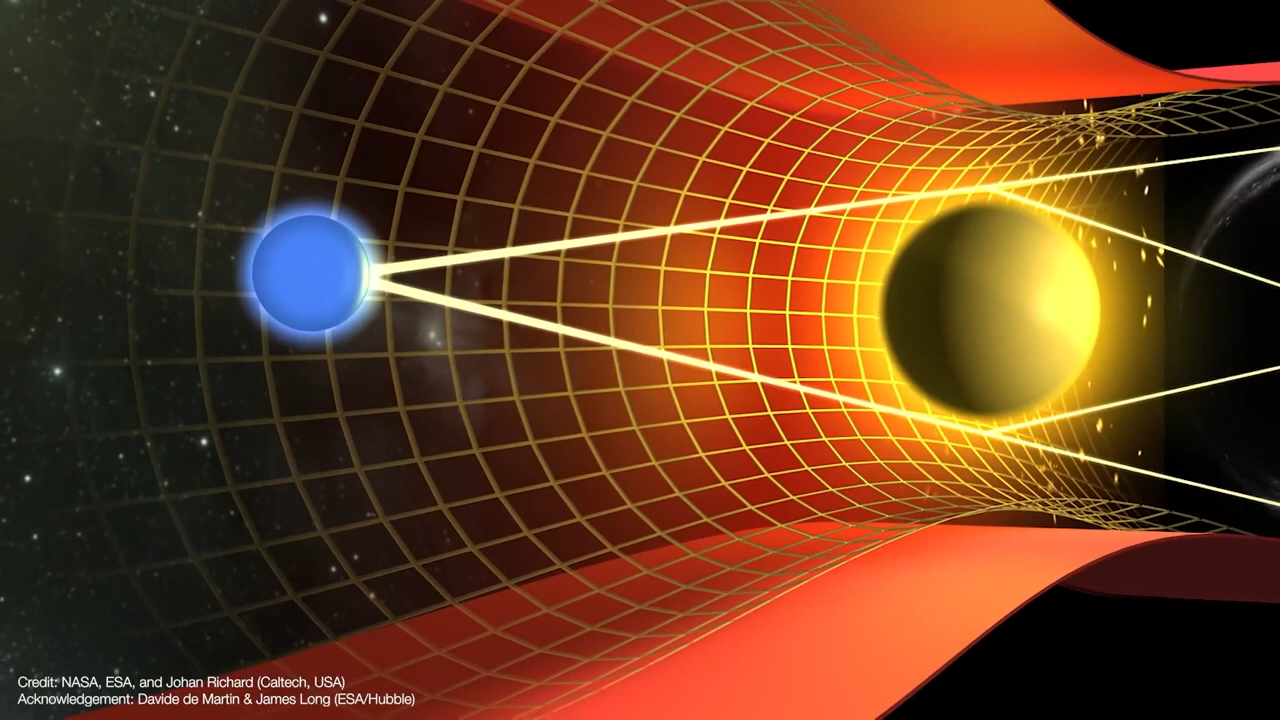 Credit: NASA, ESA, and Johan Richard (Caltech, USA)
Acknowledgement: Davide de Martin & James Long (ESA/Hubble)